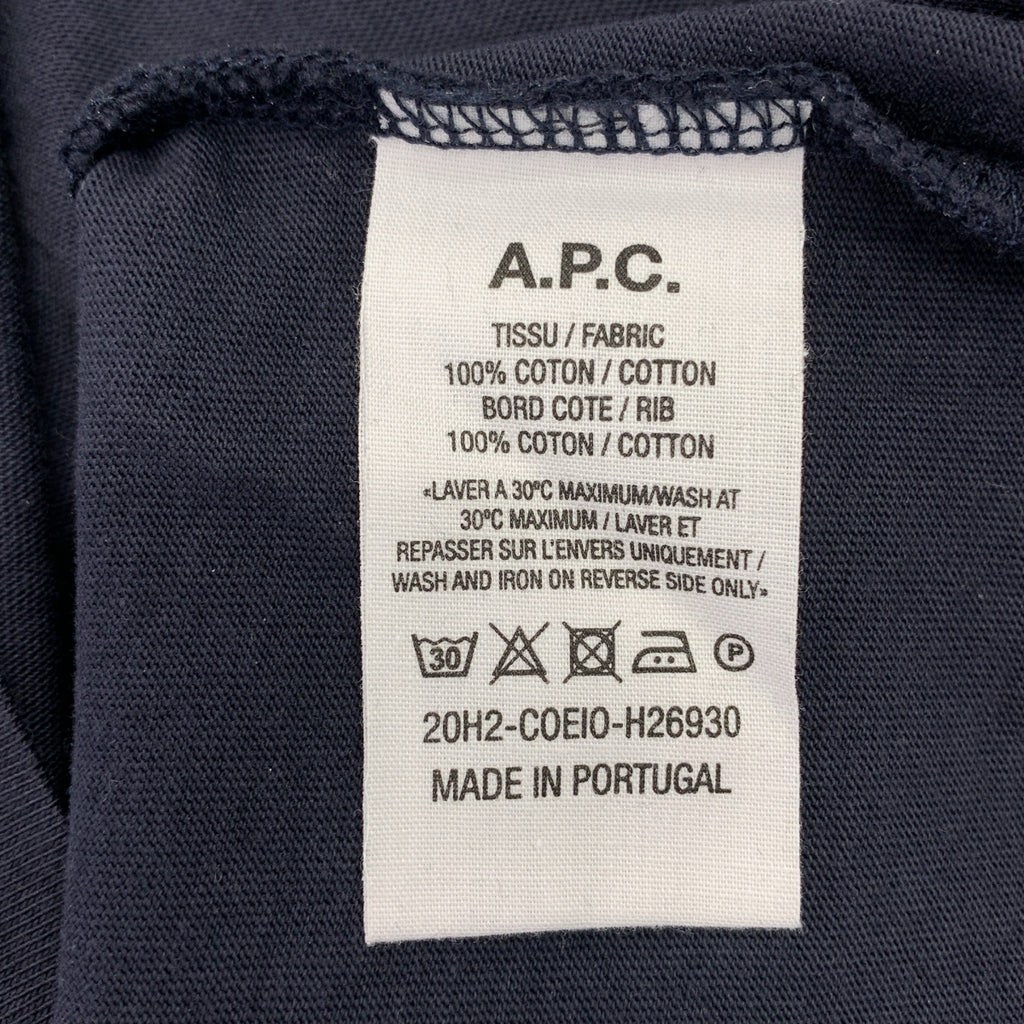 A.P.C.
TISSU / FABRIC
100% COTON / COTTON
BORD COTE / RIB
100% COTON / COTTON
«LAVER A 30°C MAXIMUM/WASH AT
30°C MAXIMUM / LAVER ET
REPASSER SUR L'ENVERS UNIQUEMENT /
WASH AND IRON ON REVERSE SIDE ONLY»
30 P
20H2-COEIO-H26930
MADE IN PORTUGAL